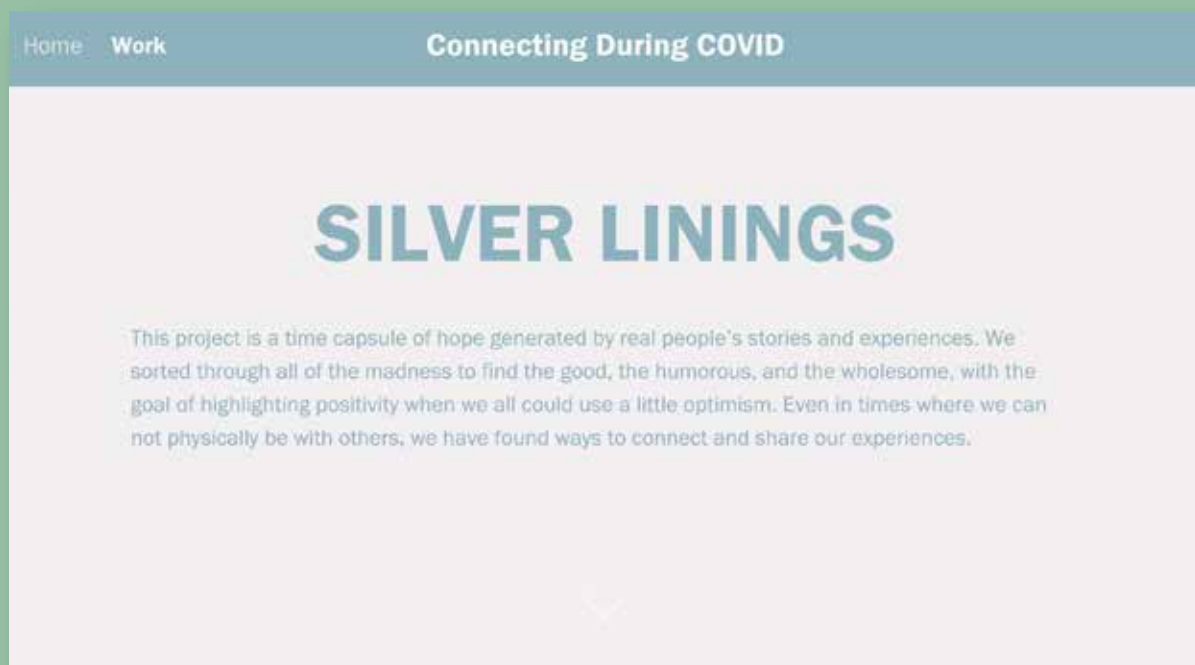 Home Work Connecting During COVID
SILVER LININGS
This project is a time capsule of hope generated by real people's stories and experiences. We
sorted through all of the madness to find the good, the humorous, and the wholesome, with the
goal of highlighting positivity when we all could use a little optimism. Even in times where we can
not physically be with others, we have found ways to connect and share our experiences.